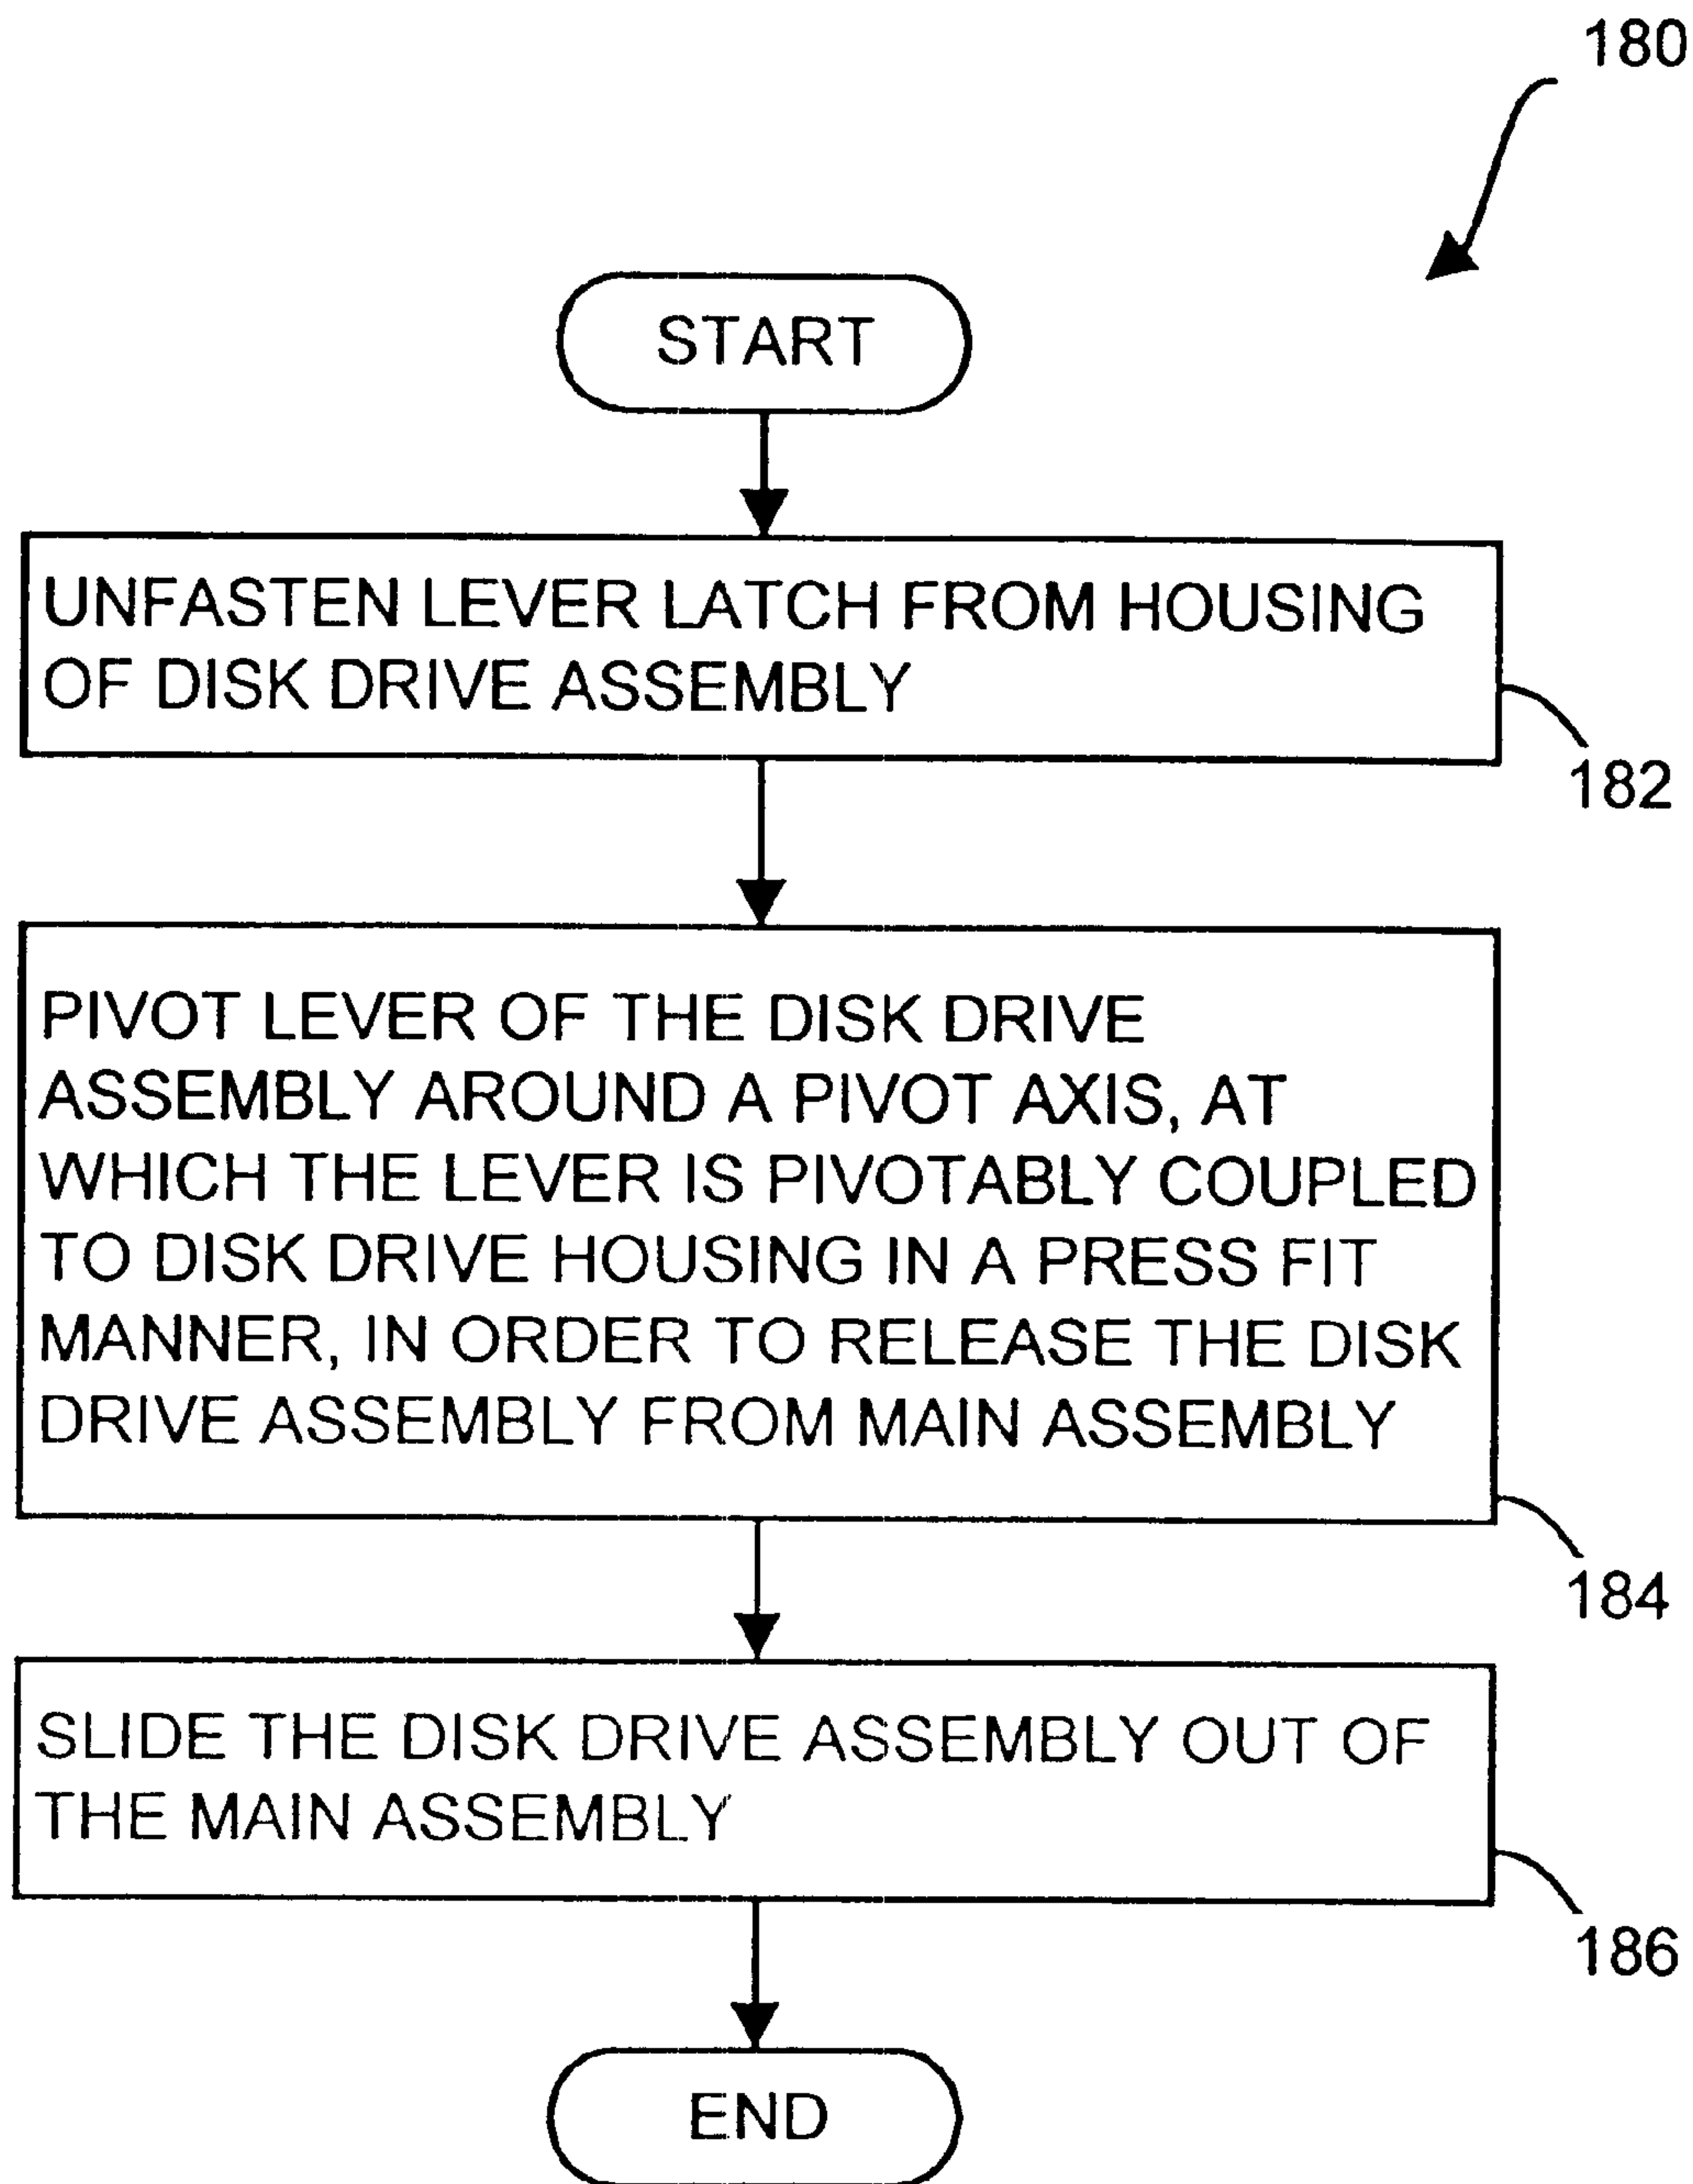 180
START
UNFASTEN LEVER LATCH FROM HOUSING
OF DISK DRIVE ASSEMBLY
182
PIVOT LEVER OF THE DISK DRIVE
ASSEMBLY AROUND A PIVOT AXIS, AT
WHICH THE LEVER IS PIVOTABLY COUPLED
TO DISK DRIVE HOUSING IN A PRESS FIT
MANNER, IN ORDER TO RELEASE THE DISK
DRIVE ASSEMBLY FROM MAIN ASSEMBLY
184
SLIDE THE DISK DRIVE ASSEMBLY OUT OF
THE MAIN ASSEMBLY
186
END